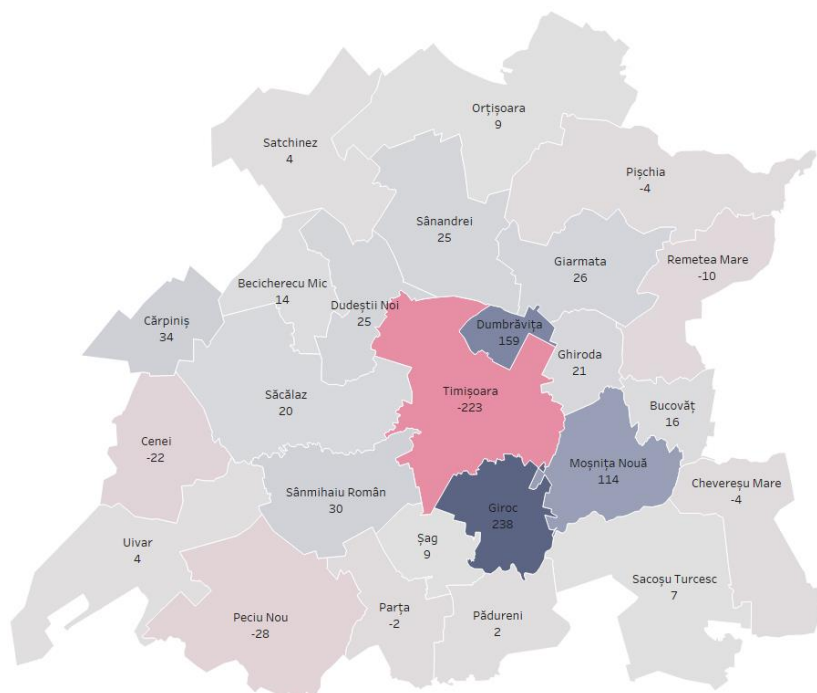 Orțișoara
9
Satchinez
4
Pișchia
-4
Sânandrei
25
Giarmata
26
Remetea Mare
-10
Becicherecu Mic
14
Dudeștii Noi
25
Cărpiniș
34
Dumbrăvița
159
Ghiroda
21
Timișoara
-223
Săcălaz
20
Bucovăț
16
Cenei
-22
Moșnița Nouă
114
Chevereșu Mare
-4
Sânmihaiu Român
30
Giroc
238
Uivar
4
Șag
9
Sacoșu Turcesc
7
Peciu Nou
-28
Parța
-2
Pădureni
2